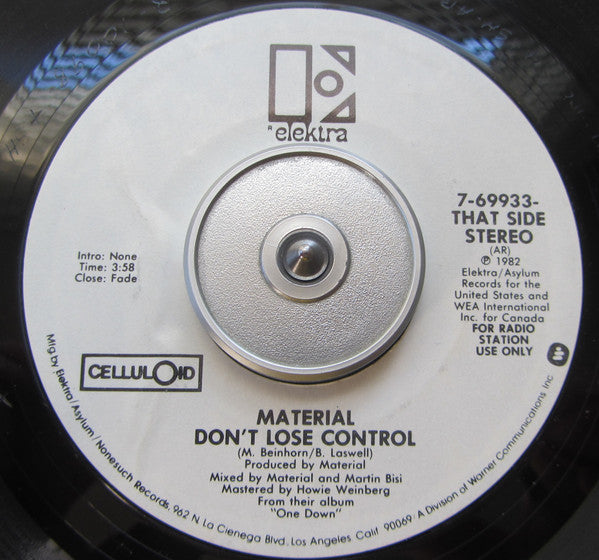 elektra
7-69933-
THAT SIDE
STEREO
(AR)
℗ 1982
Elektra/Asylum
Records for the
United States and
WEA International
Inc. for Canada
FOR RADIO
STATION
USE ONLY
Intro: None
Time: 3:58
Close: Fade
CELLULOID
MATERIAL
DON'T LOSE CONTROL
(M. Beinhorn/B. Laswell)
Produced by Material
Mixed by Material and Martin Bisi
Mastered by Howie Weinberg
From their album
"One Down"
Mfg by Elektra/Asylum/Nonesuch Records, 962 N La Cienega Blvd, Los Angeles Calif 90069 · A Division of Warner Communications Inc